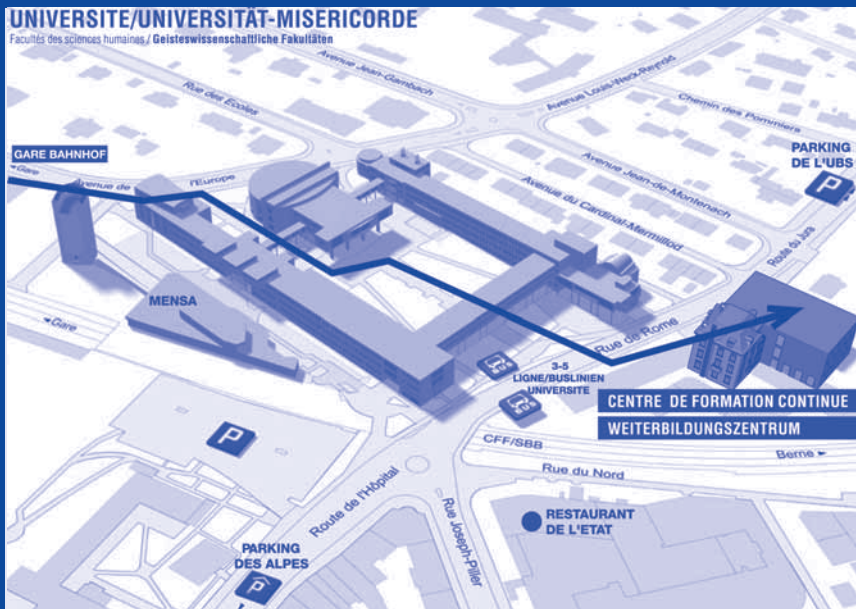 UNIVERSITE/UNIVERSITÄT-MISERICORDE
Facultés des sciences humaines / Geisteswissenschaftliche Fakultäten
Avenue Jean-Gambach
Avenue Louis-Weck-Reynold
Rue des Ecoles
Chemin des Pommiers
PARKING
DE L'UBS
P
GARE BAHNHOF
Gare
Avenue de l'Europe
Avenue Jean-de-Montenach
Avenue du Cardinal-Mermillod
Route du Jura
MENSA
Gare
Rue de Rome
3-5
LIGNE/BUSLINIEN
UNIVERSITE
CENTRE DE FORMATION CONTINUE
WEITERBILDUNGSZENTRUM
P
CFF/SBB
Berne
Rue du Nord
Route de l'Hôpital
Rue Joseph-Piller
RESTAURANT
DE L'ETAT
PARKING
DES ALPES
P